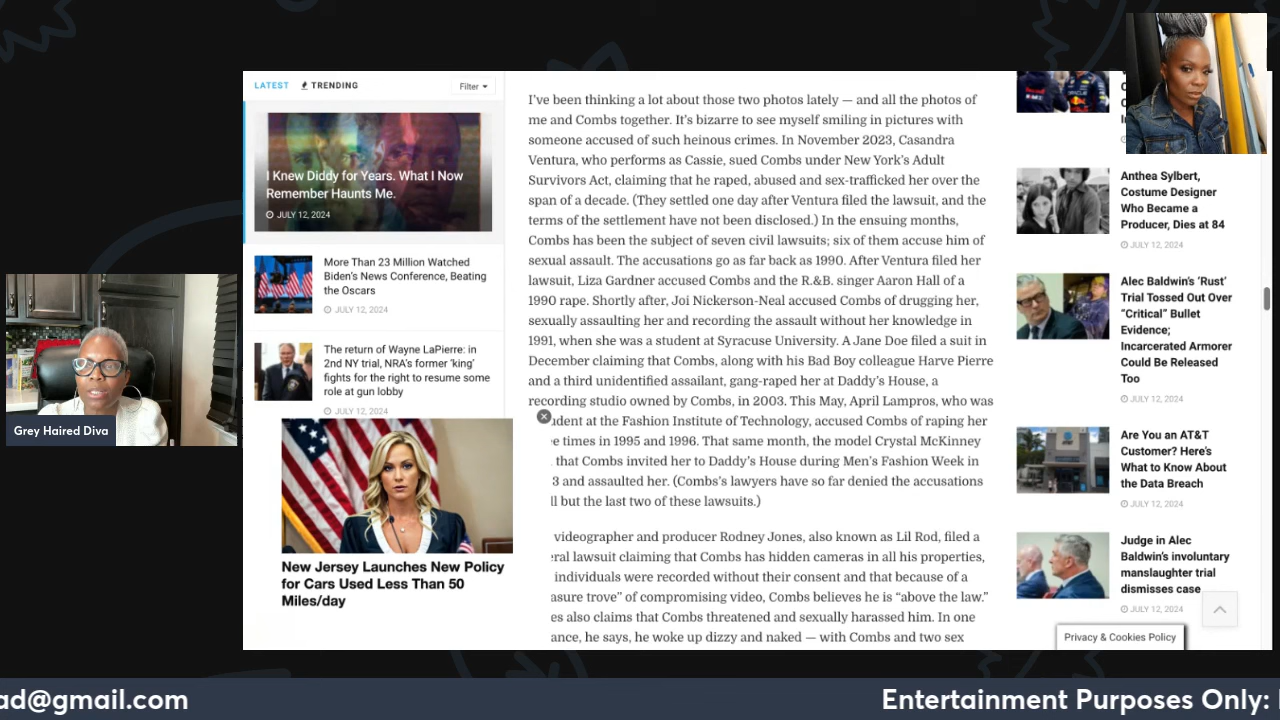 LATEST
TRENDING
Filter
I Knew Diddy for Years. What I Now
Remember Haunts Me.
JULY 12, 2024
More Than 23 Million Watched
Biden's News Conference, Beating
the Oscars
JULY 12, 2024
The return of Wayne LaPierre: in
2nd NY trial, NRA's former 'king'
fights for the right to resume some
role at gun lobby
JULY 12, 2024
New Jersey Launches New Policy
for Cars Used Less Than 50
Miles/day
Grey Haired Diva
I've been thinking a lot about those two photos lately — and all the photos of
me and Combs together. It's bizarre to see myself smiling in pictures with
someone accused of such heinous crimes. In November 2023, Casandra
Ventura, who performs as Cassie, sued Combs under New York's Adult
Survivors Act, claiming that he raped, abused and sex-trafficked her over the
span of a decade. (They settled one day after Ventura filed the lawsuit, and the
terms of the settlement have not been disclosed.) In the ensuing months,
Combs has been the subject of seven civil lawsuits; six of them accuse him of
sexual assault. The accusations go as far back as 1990. After Ventura filed her
lawsuit, Liza Gardner accused Combs and the R.&B. singer Aaron Hall of a
1990 rape. Shortly after, Joi Nickerson-Neal accused Combs of drugging her,
sexually assaulting her and recording the assault without her knowledge in
1991, when she was a student at Syracuse University. A Jane Doe filed a suit in
December claiming that Combs, along with his Bad Boy colleague Harve Pierre
and a third unidentified assailant, gang-raped her at Daddy's House, a
recording studio owned by Combs, in 2003. This May, April Lampros, who was
udent at the Fashion Institute of Technology, accused Combs of raping her
e times in 1995 and 1996. That same month, the model Crystal McKinney
that Combs invited her to Daddy's House during Men's Fashion Week in
3 and assaulted her. (Combs's lawyers have so far denied the accusations
ll but the last two of these lawsuits.)
videographer and producer Rodney Jones, also known as Lil Rod, filed a
ral lawsuit claiming that Combs has hidden cameras in all his properties,
individuals were recorded without their consent and that because of a
asure trove" of compromising video, Combs believes he is "above the law."
es also claims that Combs threatened and sexually harassed him. In one
ance, he says, he woke up dizzy and naked — with Combs and two sex
Anthea Sylbert,
Costume Designer
Who Became a
Producer, Dies at 84
JULY 12, 2024
Alec Baldwin's 'Rust'
Trial Tossed Out Over
"Critical" Bullet
Evidence;
Incarcerated Armorer
Could Be Released
Too
JULY 12, 2024
Are You an AT&T
Customer? Here's
What to Know About
the Data Breach
JULY 12, 2024
Judge in Alec
Baldwin's involuntary
manslaughter trial
dismisses case
JULY 12, 2024
Privacy & Cookies Policy
ad@gmail.com
Entertainment Purposes Only: